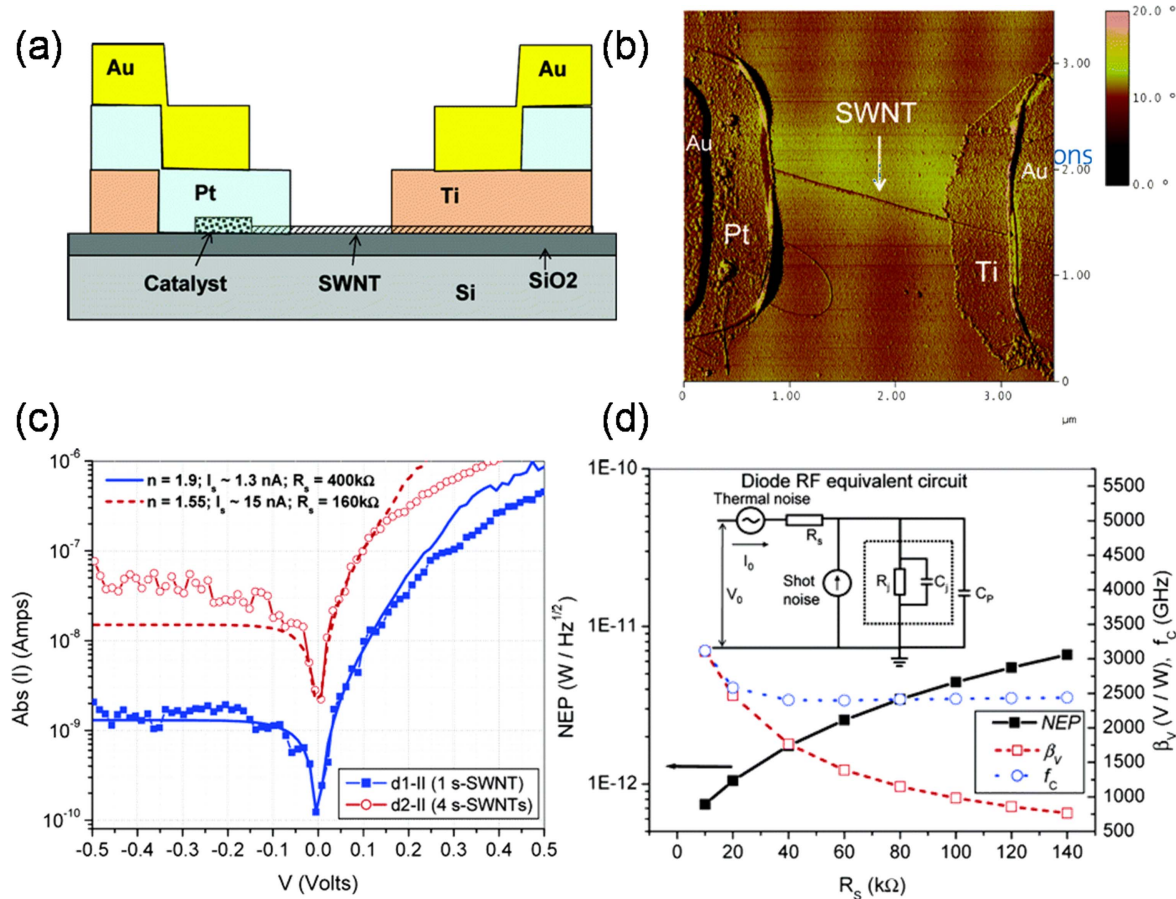 (a)
Au
Au
Pt
Ti
Catalyst
SWNT
Si
SiO2
(b)
SWNT
Au
Au
ons
Pt
Ti
3.00
2.00
1.00
0
0
1.00
2.00
3.00
µm
20.0 °
10.0 °
0.0 °
(c)
n = 1.9; Is ~ 1.3 nA; Rs = 400kΩ
n = 1.55; Is ~ 15 nA; Rs = 160kΩ
10-6
10-7
10-8
10-9
10-10
Abs (I) (Amps)
d1-II (1 s-SWNT)
d2-II (4 s-SWNTs)
-0.5 -0.4 -0.3 -0.2 -0.1 0.0 0.1 0.2 0.3 0.4 0.5
V (Volts)
(d)
Diode RF equivalent circuit
Thermal noise
Rs
I0
V0
Shot
noise
Rj
Cj
CP
1E-10
1E-11
1E-12
NEP (W / Hz1/2)
NEP
βv
fc
5500
5000
4500
4000
3500
3000
2500
2000
1500
1000
500
βV (V / W), fC (GHz)
0 20 40 60 80 100 120 140
RS (kΩ)